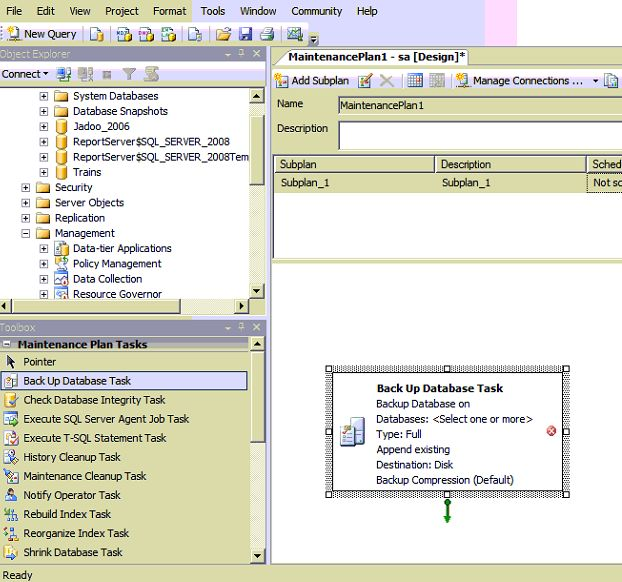 File Edit View Project Format Tools Window Community Help
New Query
Object Explorer
Connect
System Databases
Database Snapshots
Jadoo_2006
ReportServer$SQL_SERVER_2008
ReportServer$SQL_SERVER_2008Tem
Trains
Security
Server Objects
Replication
Management
Data-tier Applications
Policy Management
Data Collection
Resource Governor
Toolbox
Maintenance Plan Tasks
Pointer
Back Up Database Task
Check Database Integrity Task
Execute SQL Server Agent Job Task
Execute T-SQL Statement Task
History Cleanup Task
Maintenance Cleanup Task
Notify Operator Task
Rebuild Index Task
Reorganize Index Task
Shrink Database Task
MaintenancePlan1 - sa [Design]*
Add Subplan Manage Connections ...
Name MaintenancePlan1
Description
Subplan Description Sched
Subplan_1 Subplan_1 Not sc
Back Up Database Task
Backup Database on
Databases: <Select one or more>
Type: Full
Append existing
Destination: Disk
Backup Compression (Default)
Ready